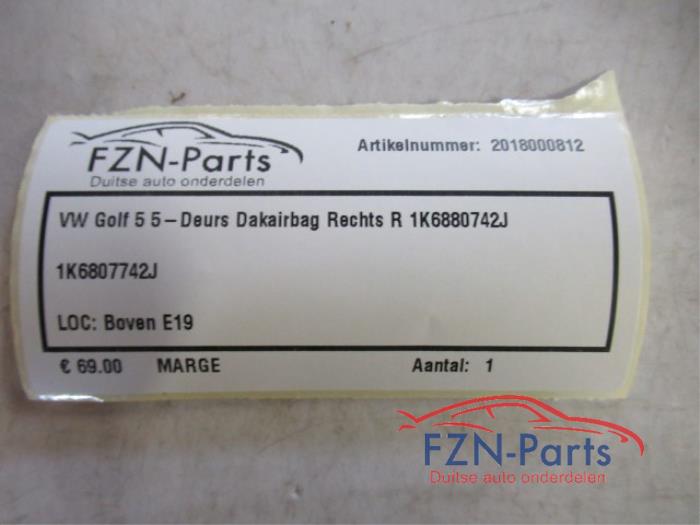 FZN-Parts
Duitse auto onderdelen
Artikelnummer: 2018000812
VW Golf 5 5-Deurs Dakairbag Rechts R 1K6880742J
1K6807742J
LOC: Boven E19
€ 69.00 MARGE Aantal: 1
FZN-Parts
Duitse auto onderdelen